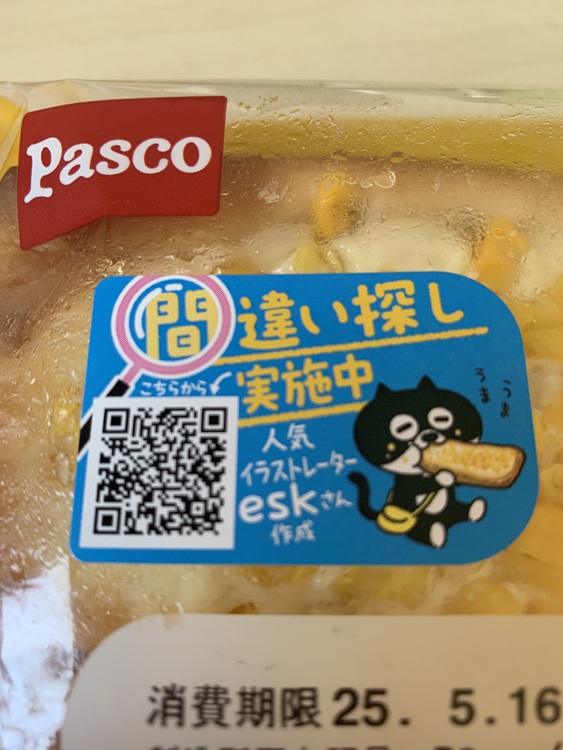 Pasco
間違い探し
実施中
こちらから
人気
イラストレーター
eskさん
作成
うま
うま
消費期限 25. 5.16